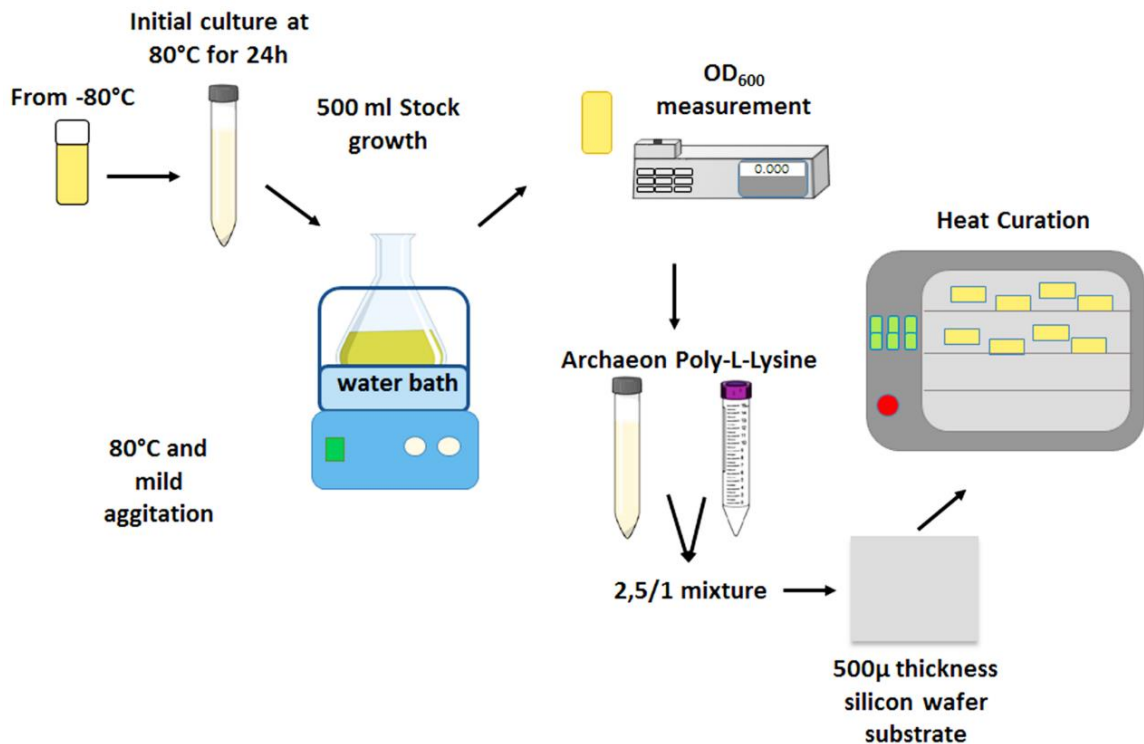 Initial culture at
80°C for 24h
From -80°C
500 ml Stock
growth
OD₆₀₀
measurement
0.000
Heat Curation
water bath
80°C and
mild
aggitation
Archaeon Poly-L-Lysine
2,5/1 mixture
500μ thickness
silicon wafer
substrate